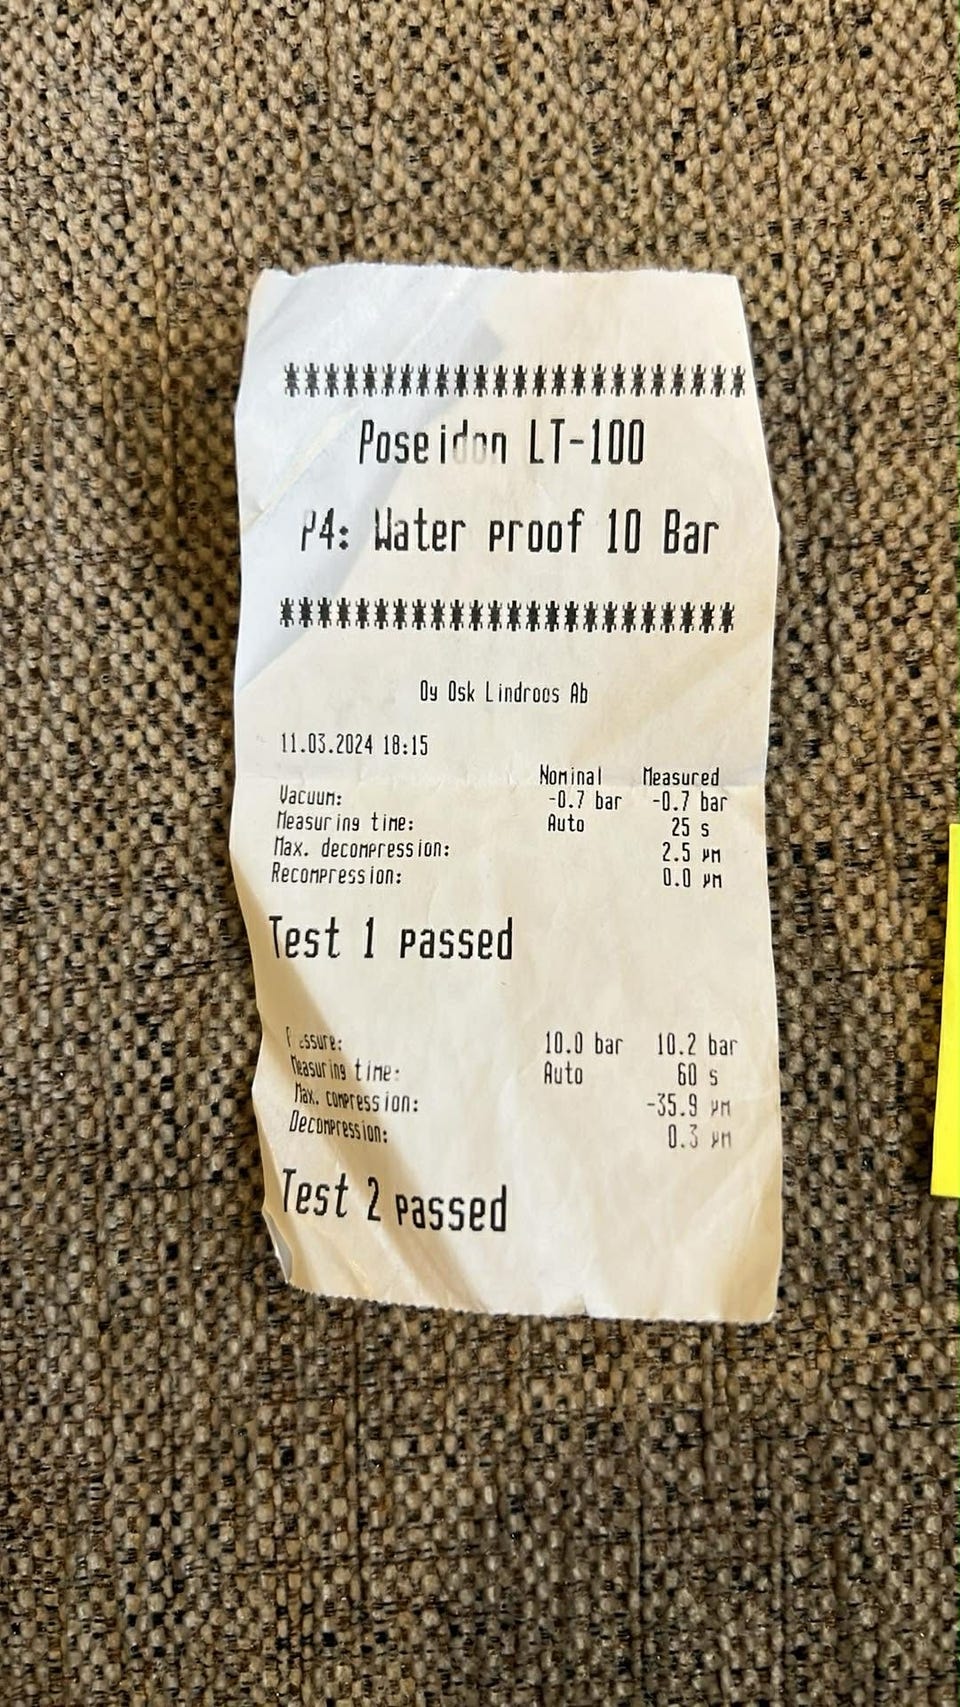 ************************
Poseidon LT-100
P4: Water proof 10 Bar
************************
Oy Osk Lindroos Ab
11.03.2024 18:15
Nominal Measured
Vacuum: -0.7 bar -0.7 bar
Measuring time: Auto 25 s
Max. decompression: 2.5 µm
Recompression: 0.0 µm
Test 1 passed
Pressure: 10.0 bar 10.2 bar
Measuring time: Auto 60 s
Max. compression: -35.9 µm
Decompression: 0.3 µm
Test 2 passed